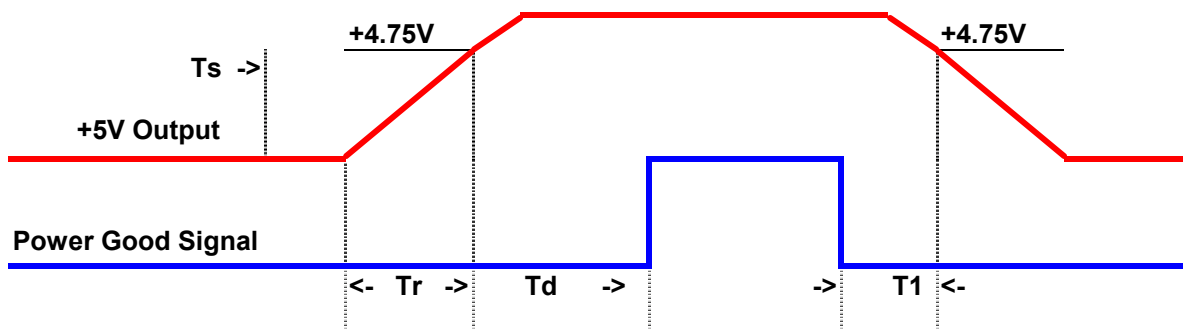 +4.75V +4.75V
Ts ->
+5V Output
Power Good Signal
<- Tr -> Td -> -> T1 <-